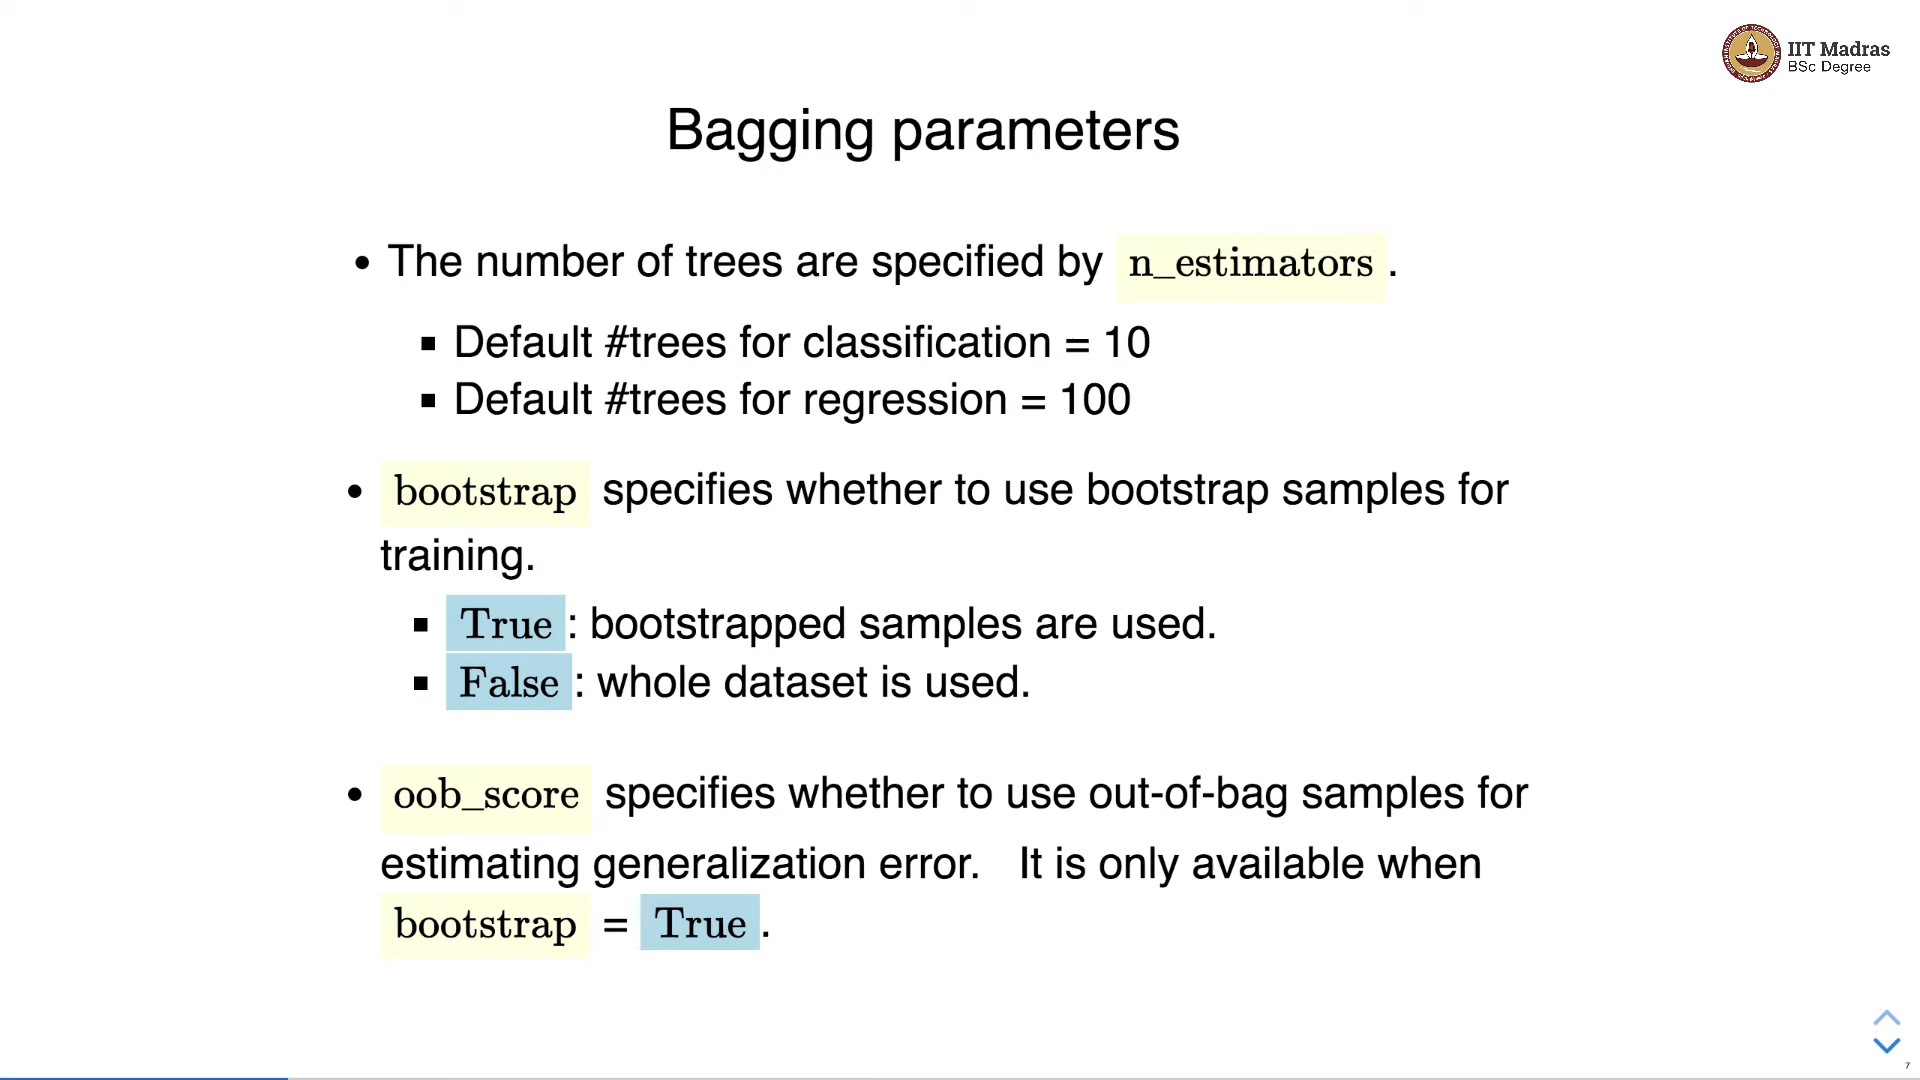 IIT Madras
BSc Degree
Bagging parameters
• The number of trees are specified by n_estimators.
▪ Default #trees for classification = 10
▪ Default #trees for regression = 100
• bootstrap specifies whether to use bootstrap samples for
training.
▪ True: bootstrapped samples are used.
▪ False: whole dataset is used.
• oob_score specifies whether to use out-of-bag samples for
estimating generalization error. It is only available when
bootstrap = True.
7